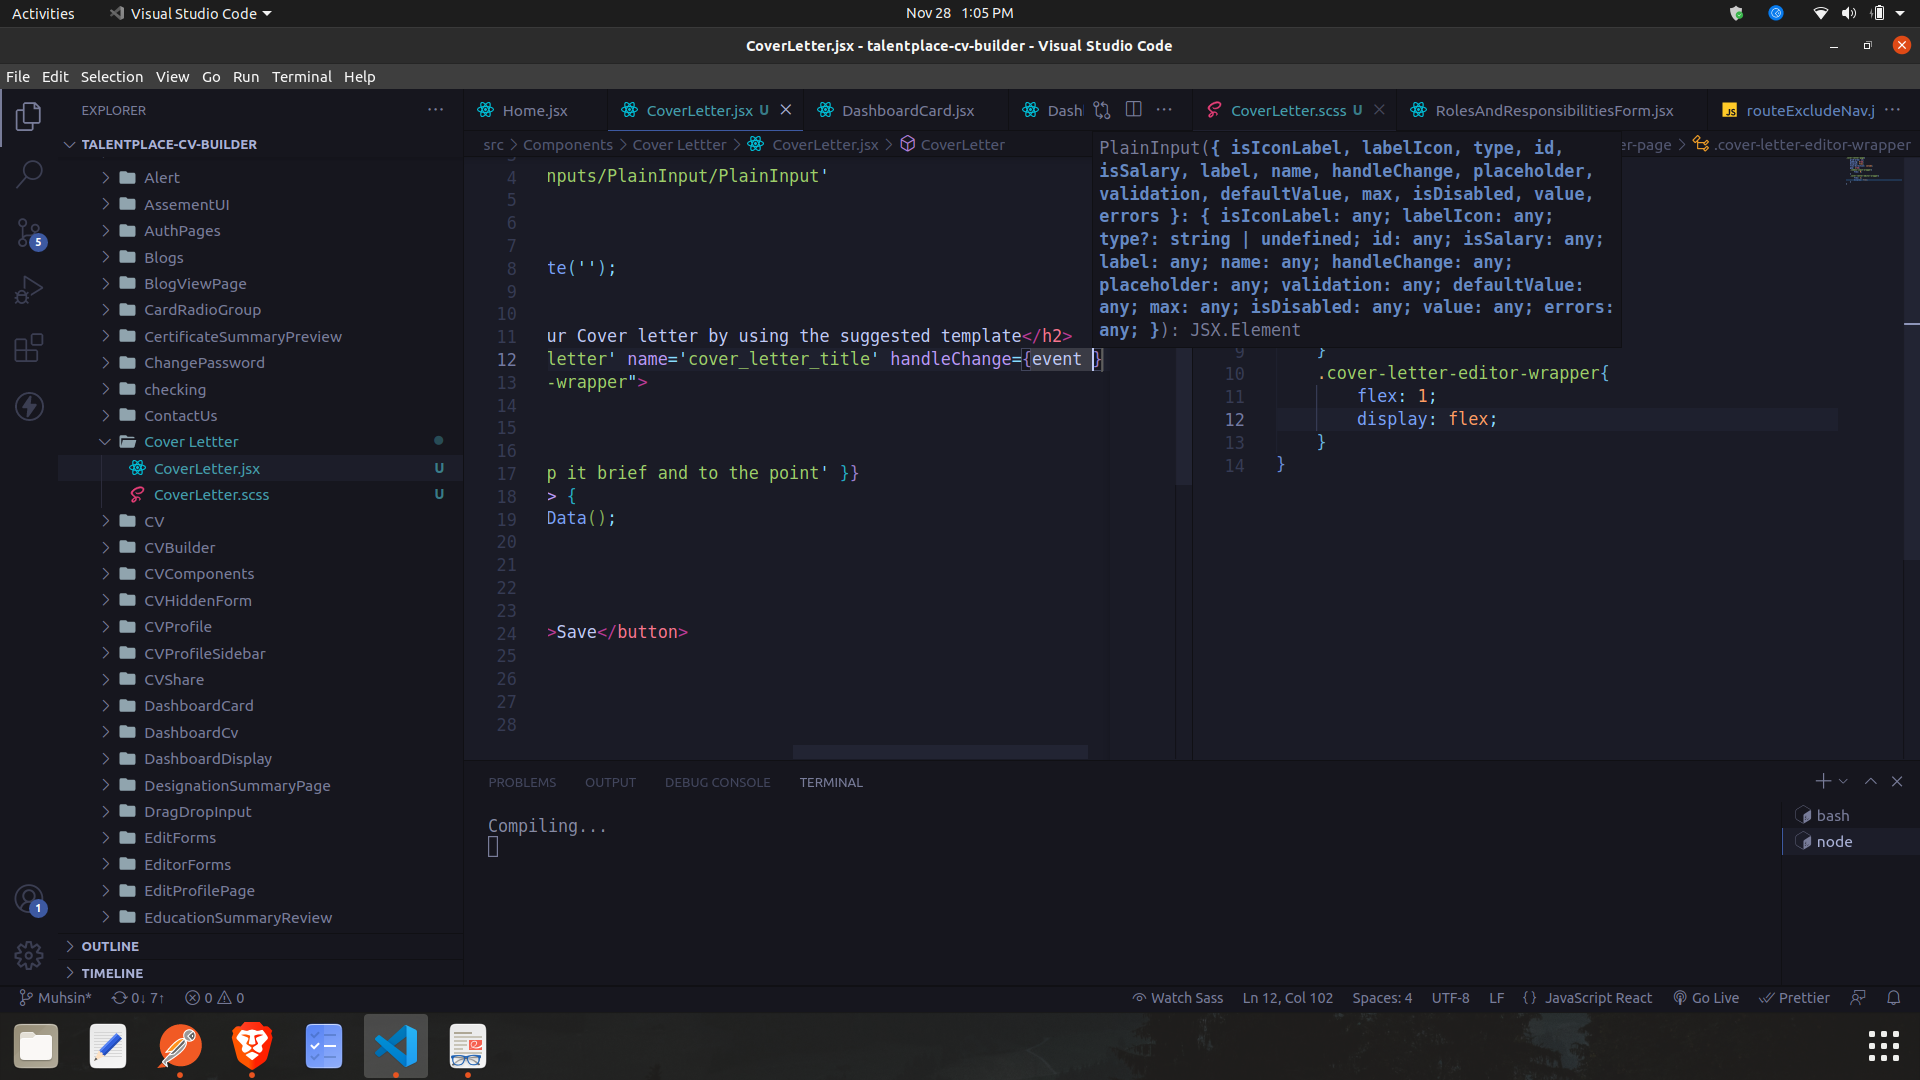 Activities
Visual Studio Code
Nov 28 1:05 PM
CoverLetter.jsx - talentplace-cv-builder - Visual Studio Code
File Edit Selection View Go Run Terminal Help
EXPLORER
TALENTPLACE-CV-BUILDER
Alert
AssementUI
AuthPages
Blogs
BlogViewPage
CardRadioGroup
CertificateSummaryPreview
ChangePassword
checking
ContactUs
Cover Lettter
CoverLetter.jsx U
CoverLetter.scss U
CV
CVBuilder
CVComponents
CVHiddenForm
CVProfile
CVProfileSidebar
CVShare
DashboardCard
DashboardCv
DashboardDisplay
DesignationSummaryPage
DragDropInput
EditForms
EditorForms
EditProfilePage
EducationSummaryReview
OUTLINE
TIMELINE
5
1
Home.jsx
CoverLetter.jsx U
DashboardCard.jsx
Dash
src > Components > Cover Lettter > CoverLetter.jsx > CoverLetter
4 nputs/PlainInput/PlainInput'
5
6
7
8 te('');
9
10
11 ur Cover letter by using the suggested template</h2>
12 letter' name='cover_letter_title' handleChange={event }
13 -wrapper">
14
15
16
17 p it brief and to the point' }}
18 > {
19 Data();
20
21
22
23
24 >Save</button>
25
26
27
28
CoverLetter.scss U
RolesAndResponsibilitiesForm.jsx
JS routeExcludeNav.j
er-page > .cover-letter-editor-wrapper
PlainInput({ isIconLabel, labelIcon, type, id,
isSalary, label, name, handleChange, placeholder,
validation, defaultValue, max, isDisabled, value,
errors }: { isIconLabel: any; labelIcon: any;
type?: string | undefined; id: any; isSalary: any;
label: any; name: any; handleChange: any;
placeholder: any; validation: any; defaultValue:
any; max: any; isDisabled: any; value: any; errors:
any; }): JSX.Element
9 }
10 .cover-letter-editor-wrapper{
11 flex: 1;
12 display: flex;
13 }
14 }
PROBLEMS OUTPUT DEBUG CONSOLE TERMINAL
Compiling...
bash
node
Muhsin* 0↓ 7↑ 0 0
Watch Sass Ln 12, Col 102 Spaces: 4 UTF-8 LF {} JavaScript React Go Live Prettier